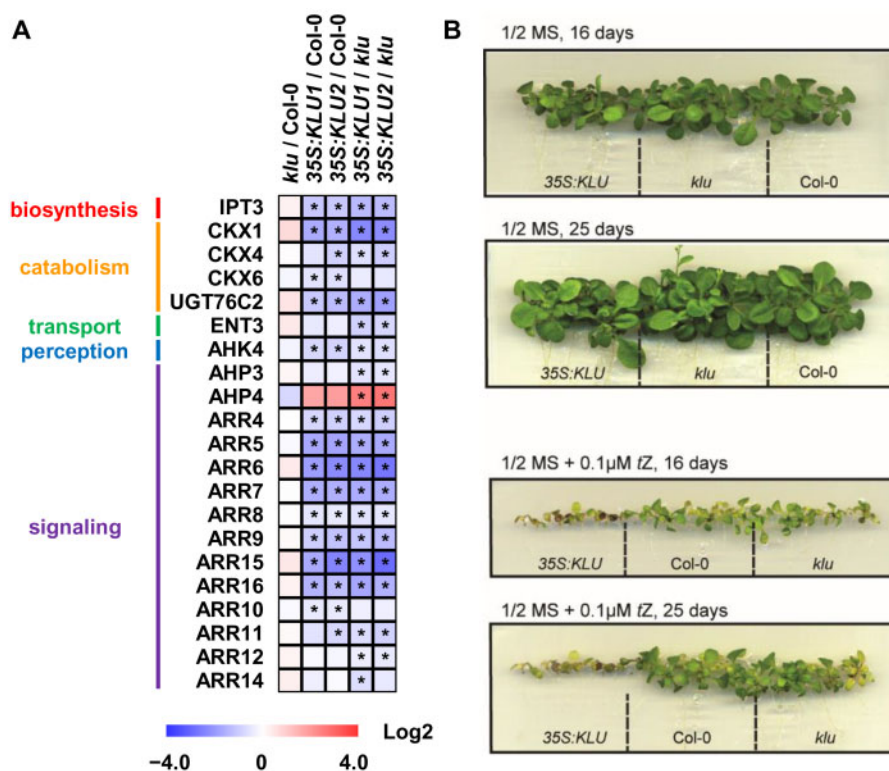 A
klu / Col-0
35S:KLU1 / Col-0
35S:KLU2 / Col-0
35S:KLU1 / klu
35S:KLU2 / klu
biosynthesis
catabolism
transport
perception
signaling
IPT3 * * * *
CKX1 * * * *
CKX4 * * *
CKX6 * *
UGT76C2 * * * *
ENT3 * *
AHK4 * * * *
AHP3 * *
AHP4 * *
ARR4 * * * *
ARR5 * * * *
ARR6 * * * *
ARR7 * * * *
ARR8 * * * *
ARR9 * * * *
ARR15 * * * *
ARR16 * * * *
ARR10 * *
ARR11 * * *
ARR12 * *
ARR14 *
Log2
−4.0 0 4.0
B
1/2 MS, 16 days
35S:KLU klu Col-0
1/2 MS, 25 days
35S:KLU klu Col-0
1/2 MS + 0.1µM tZ, 16 days
35S:KLU Col-0 klu
1/2 MS + 0.1µM tZ, 25 days
35S:KLU Col-0 klu